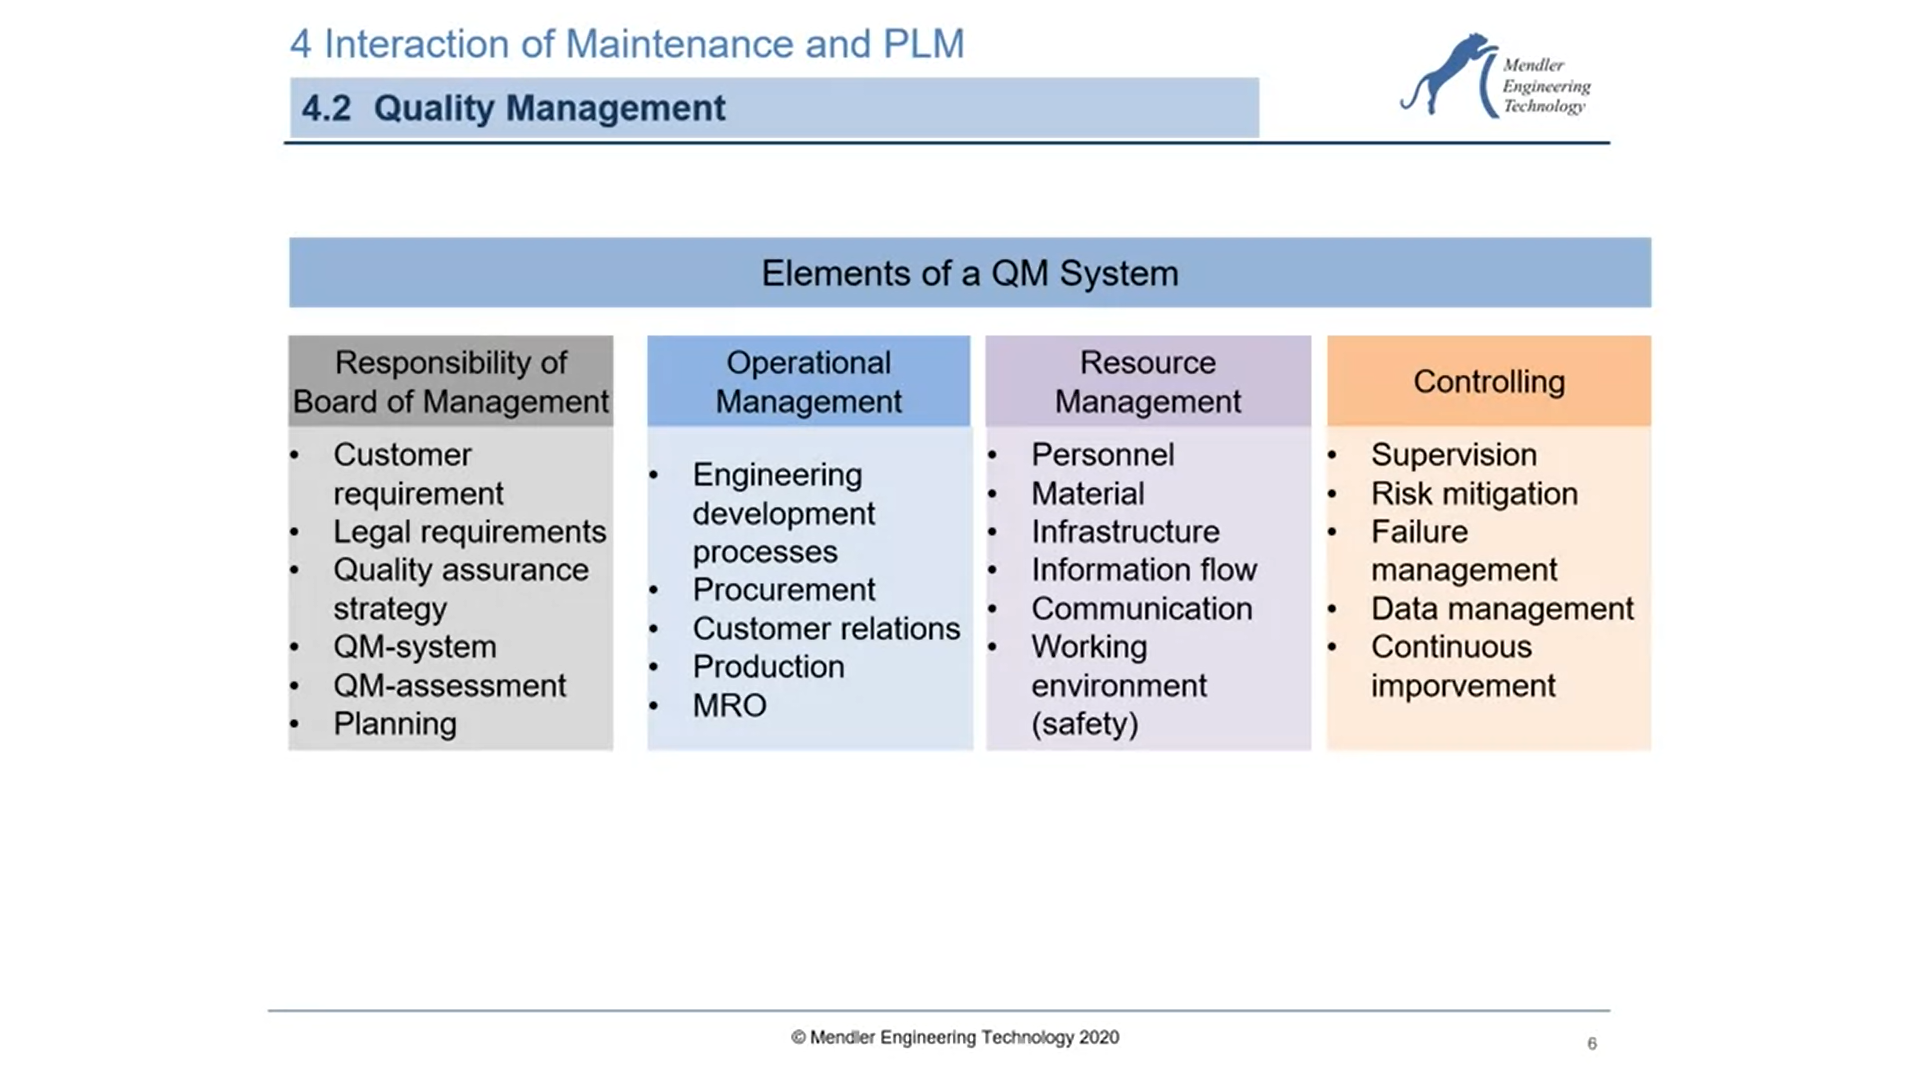 4 Interaction of Maintenance and PLM
4.2 Quality Management
Mendler
Engineering
Technology
Elements of a QM System
Responsibility of
Board of Management
• Customer
requirement
• Legal requirements
• Quality assurance
strategy
• QM-system
• QM-assessment
• Planning
Operational
Management
• Engineering
development
processes
• Procurement
• Customer relations
• Production
• MRO
Resource
Management
• Personnel
• Material
• Infrastructure
• Information flow
• Communication
• Working
environment
(safety)
Controlling
• Supervision
• Risk mitigation
• Failure
management
• Data management
• Continuous
imporvement
© Mendler Engineering Technology 2020
6